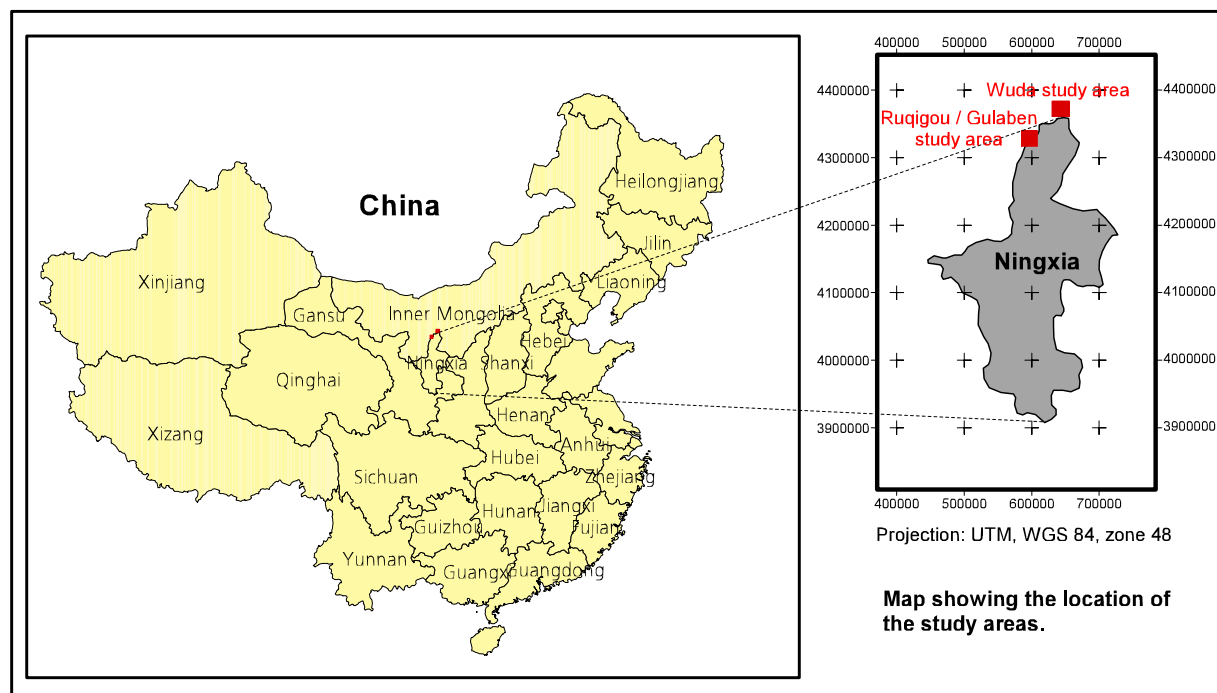 China
Heilongjiang
Jilin
Liaoning
Xinjiang
Gansu
Inner Mongolia
Hebei
Ningxia
Shanxi
Qinghai
Henan
Xizang
Anhui
Hubei
Sichuan
Zhejiang
Hunan
Jiangxi
Guizhou
Fujian
Yunnan
Guangxi
Guangdong
400000 500000 600000 700000
4400000 4400000
Wuda study area
Ruqigou / Gulaben
study area
4300000 4300000
4200000 4200000
Ningxia
4100000 4100000
4000000 4000000
3900000 3900000
400000 500000 600000 700000
Projection: UTM, WGS 84, zone 48
Map showing the location of
the study areas.